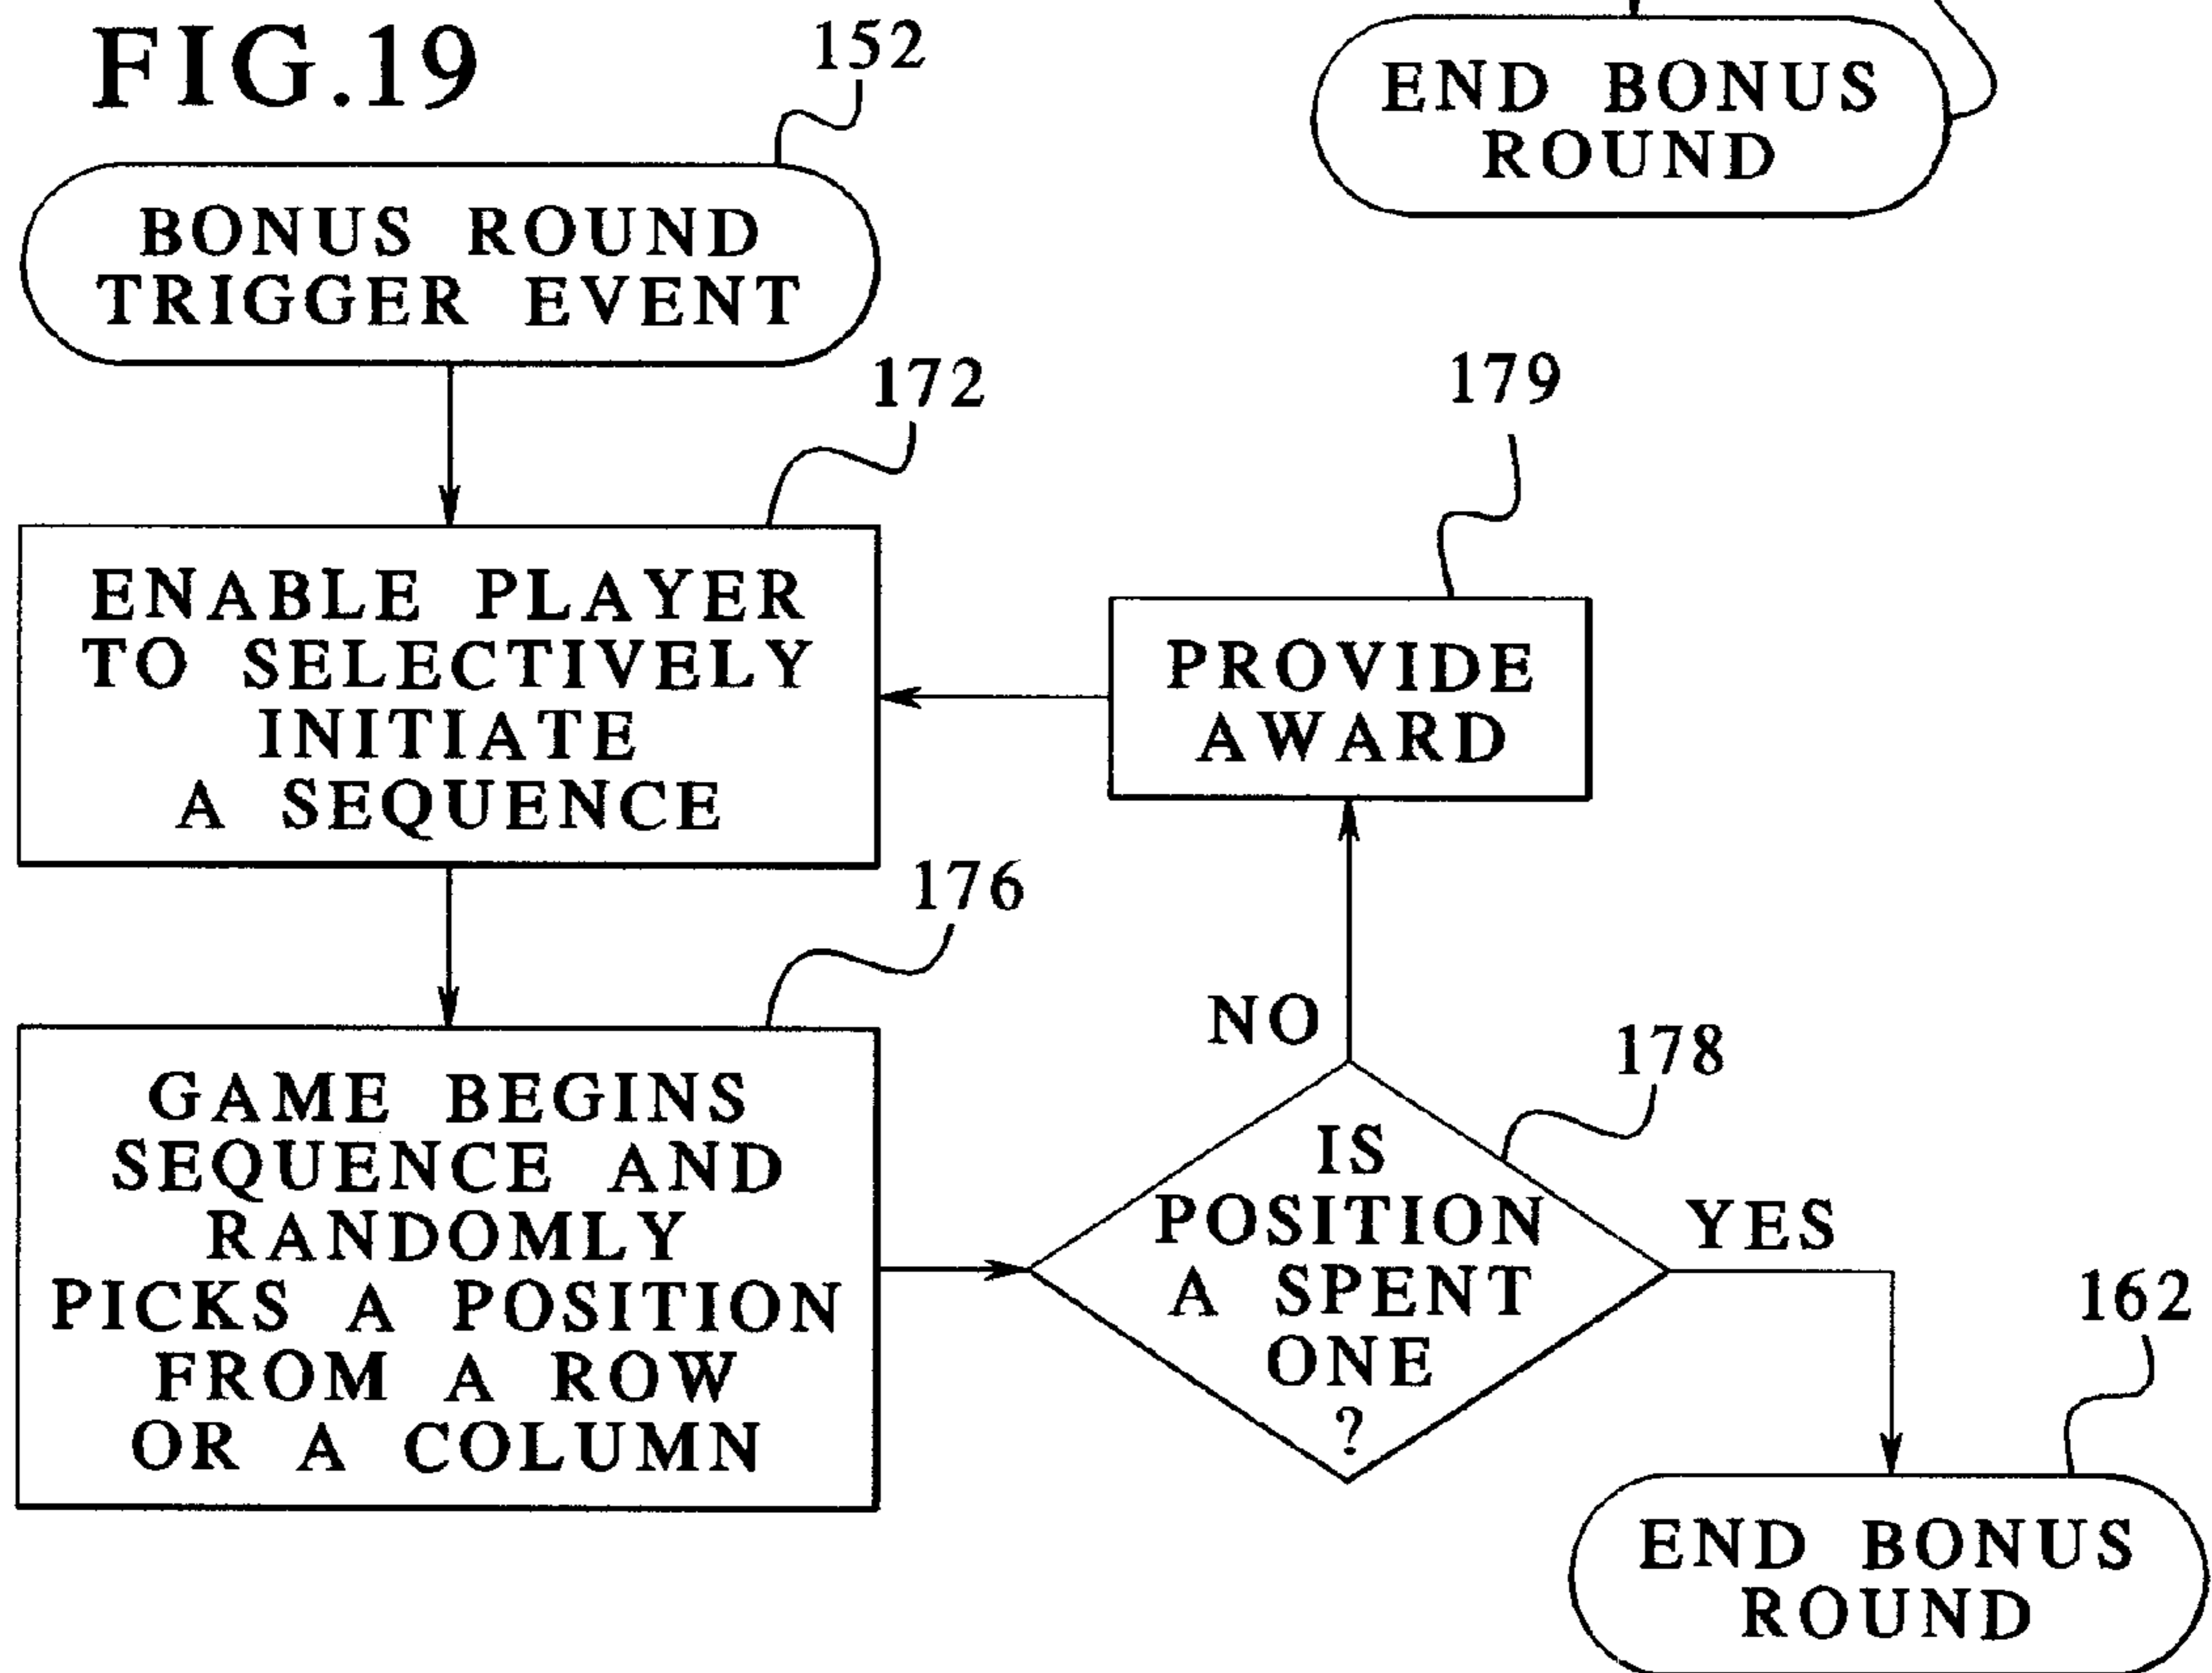 FIG.19
152
END BONUS
ROUND
BONUS ROUND
TRIGGER EVENT
172
179
ENABLE PLAYER
TO SELECTIVELY
INITIATE
A SEQUENCE
PROVIDE
AWARD
176
NO
178
GAME BEGINS
SEQUENCE AND
RANDOMLY
PICKS A POSITION
FROM A ROW
OR A COLUMN
IS
POSITION
A SPENT
ONE
?
YES
162
END BONUS
ROUND